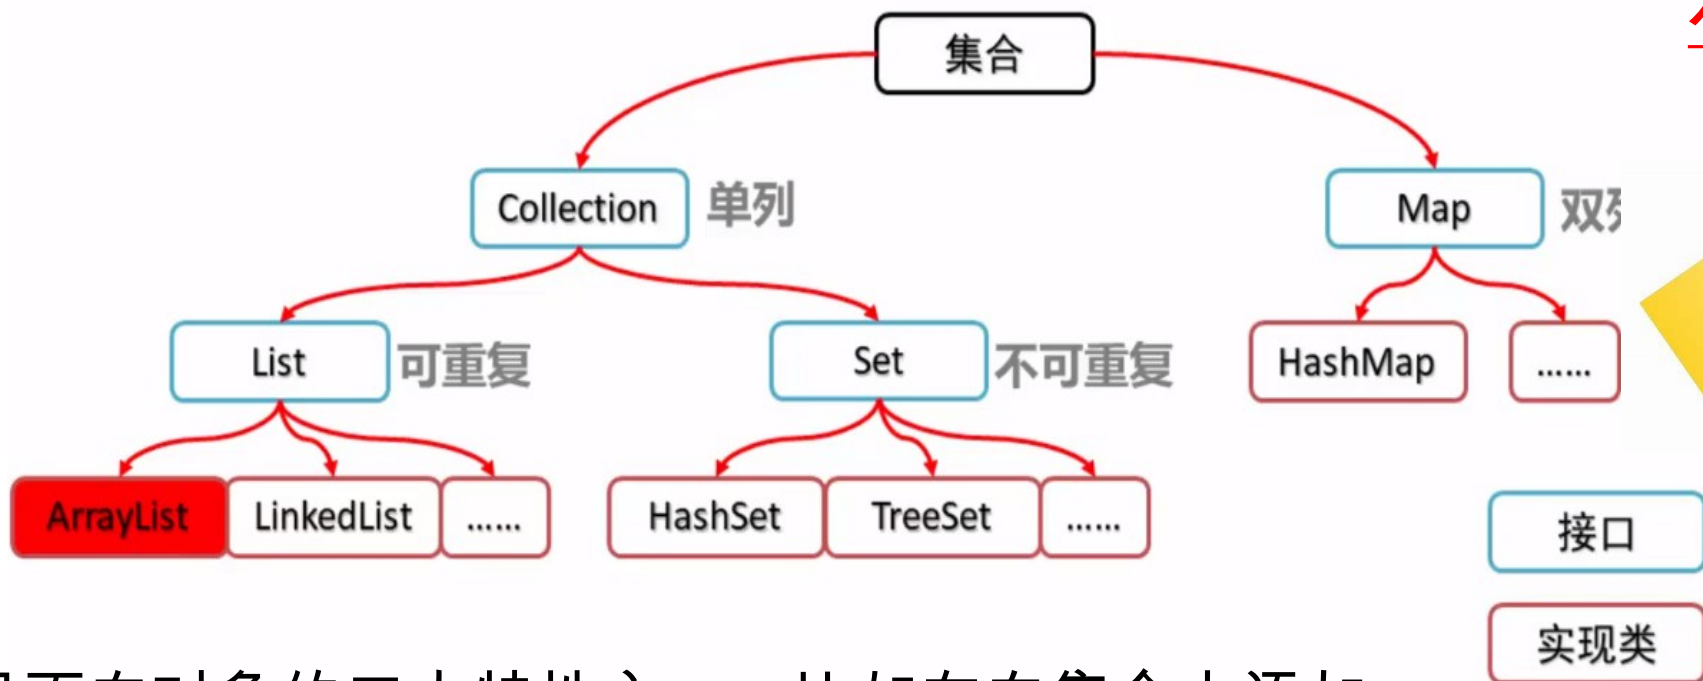 集合
Collection 单列
Map 双
List 可重复
Set 不可重复
HashMap
......
ArrayList
LinkedList
......
HashSet
TreeSet
......
接口
实现类